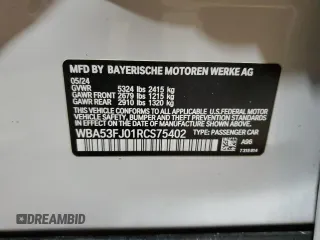 MFD BY BAYERISCHE MOTOREN WERKE AG
05/24
GVWR 5324 lbs 2415 kg
GAWR FRONT 2679 lbs 1215 kg
GAWR REAR 2910 lbs 1320 kg
THIS VEHICLE CONFORMS TO ALL APPLICABLE U.S. FEDERAL MOTOR
VEHICLE SAFETY, BUMPER, AND THEFT PREVENTION STANDARDS IN
EFFECT ON THE DATE OF MANUFACTURE SHOWN ABOVE.
WBA53FJ01RCS75402 TYPE: PASSENGER CAR
A96
DREAMBID